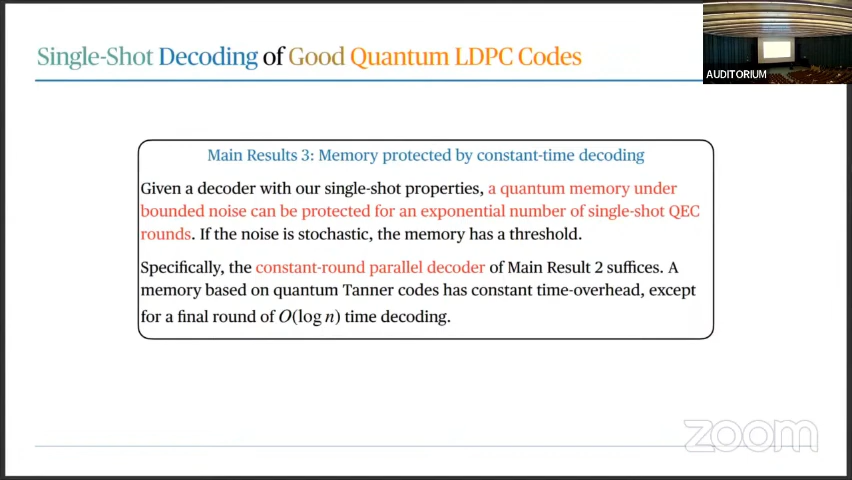 Single-Shot Decoding of Good Quantum LDPC Codes
AUDITORIUM
Main Results 3: Memory protected by constant-time decoding
Given a decoder with our single-shot properties, a quantum memory under
bounded noise can be protected for an exponential number of single-shot QEC
rounds. If the noise is stochastic, the memory has a threshold.
Specifically, the constant-round parallel decoder of Main Result 2 suffices. A
memory based on quantum Tanner codes has constant time-overhead, except
for a final round of O(log n) time decoding.
zoom